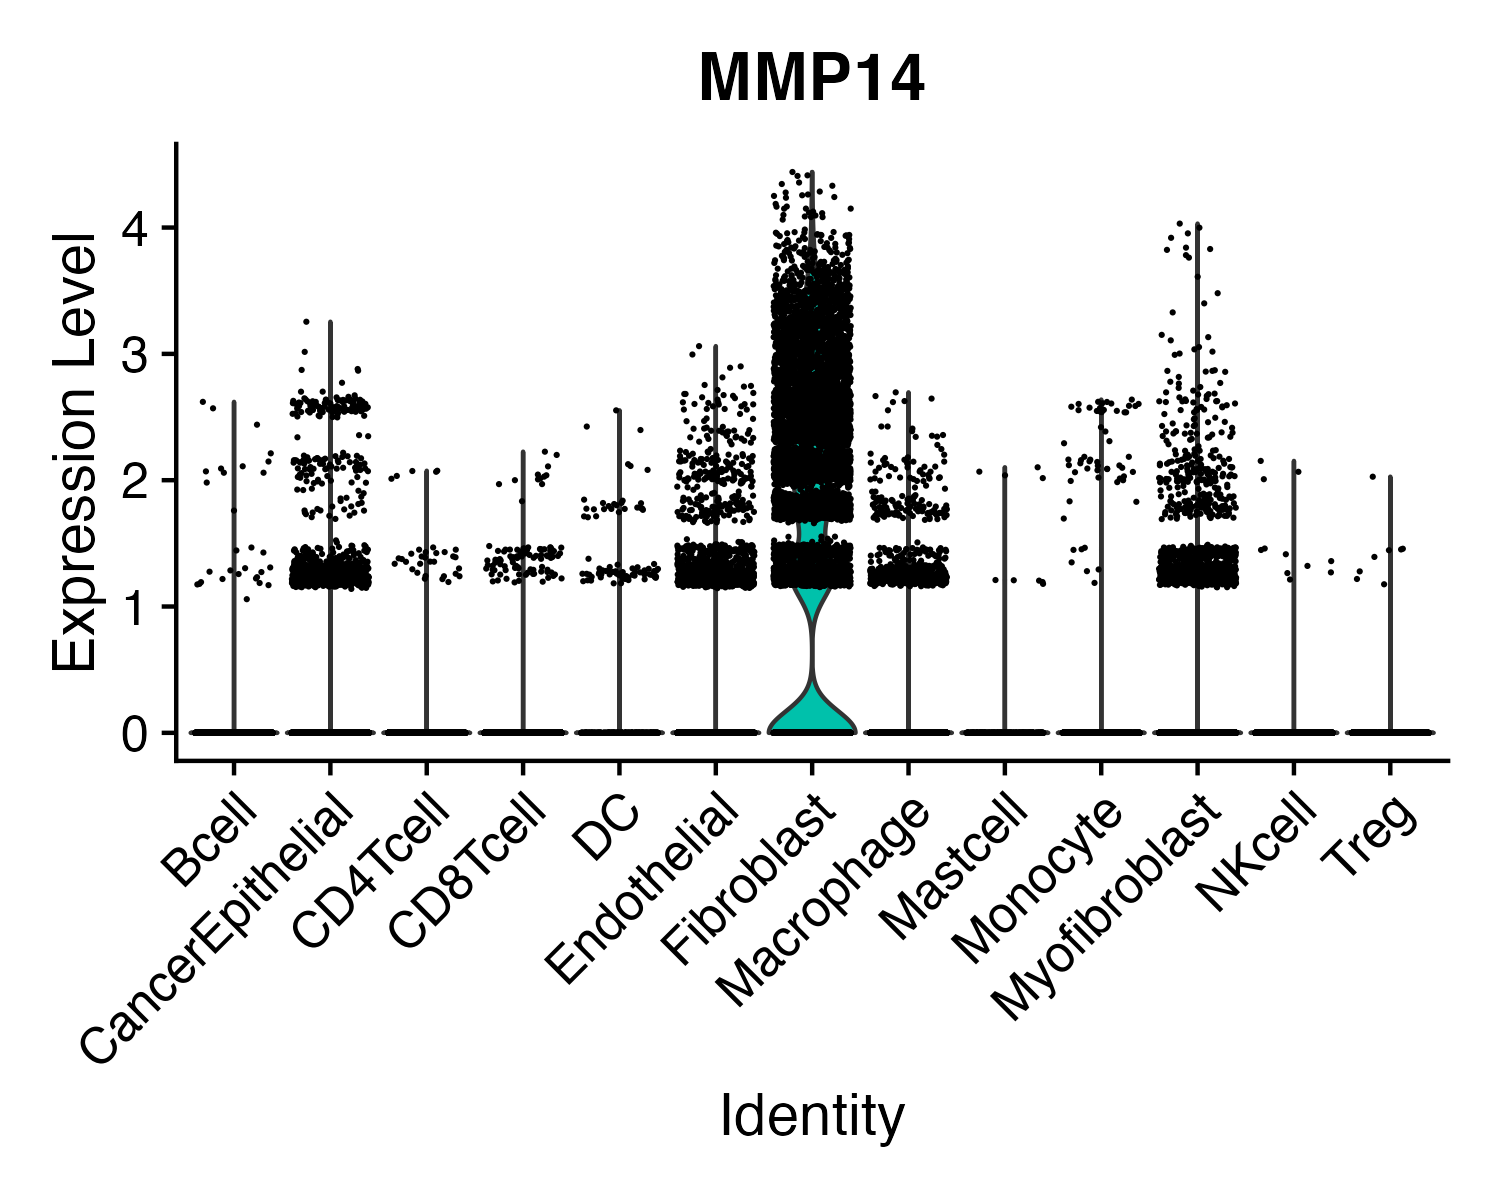 MMP14
Expression Level
4
3
2
1
0
Bcell
CancerEpithelial
CD4Tcell
CD8Tcell
DC
Endothelial
Fibroblast
Macrophage
Mastcell
Monocyte
Myofibroblast
NKcell
Treg
Identity